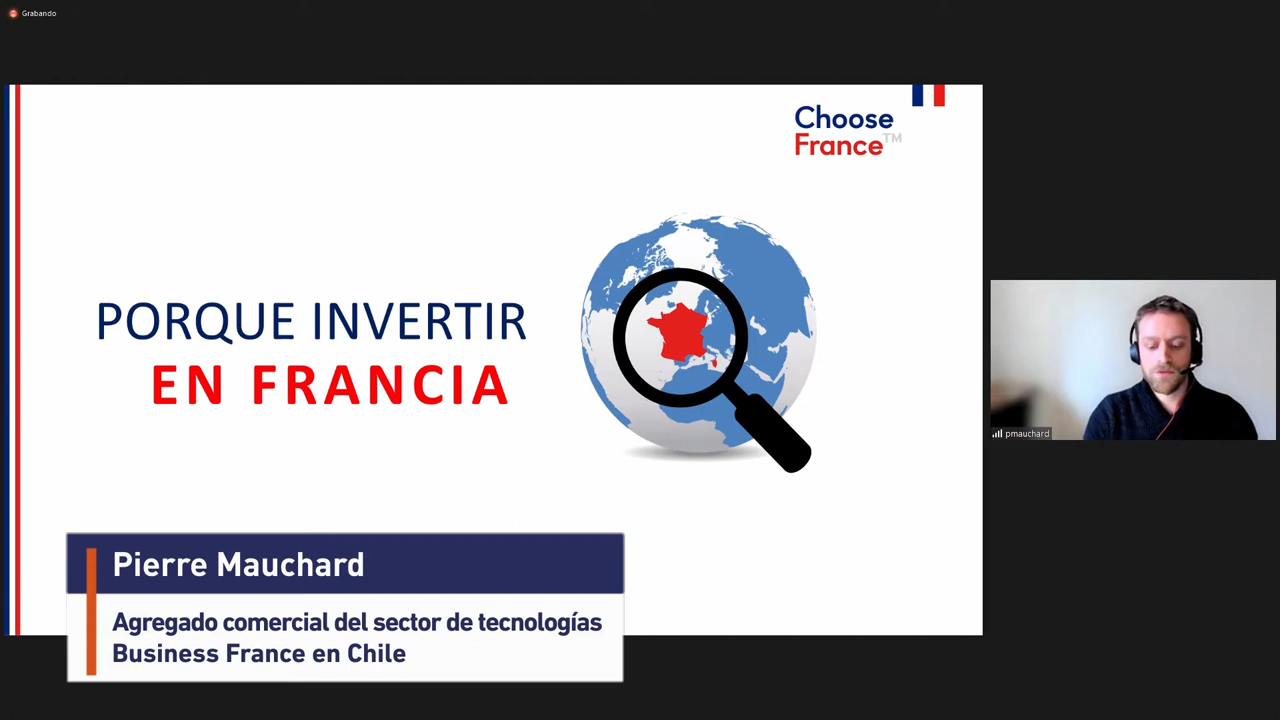 Grabando
Choose
France™
PORQUE INVERTIR
EN FRANCIA
pmauchard
Pierre Mauchard
Agregado comercial del sector de tecnologías
Business France en Chile